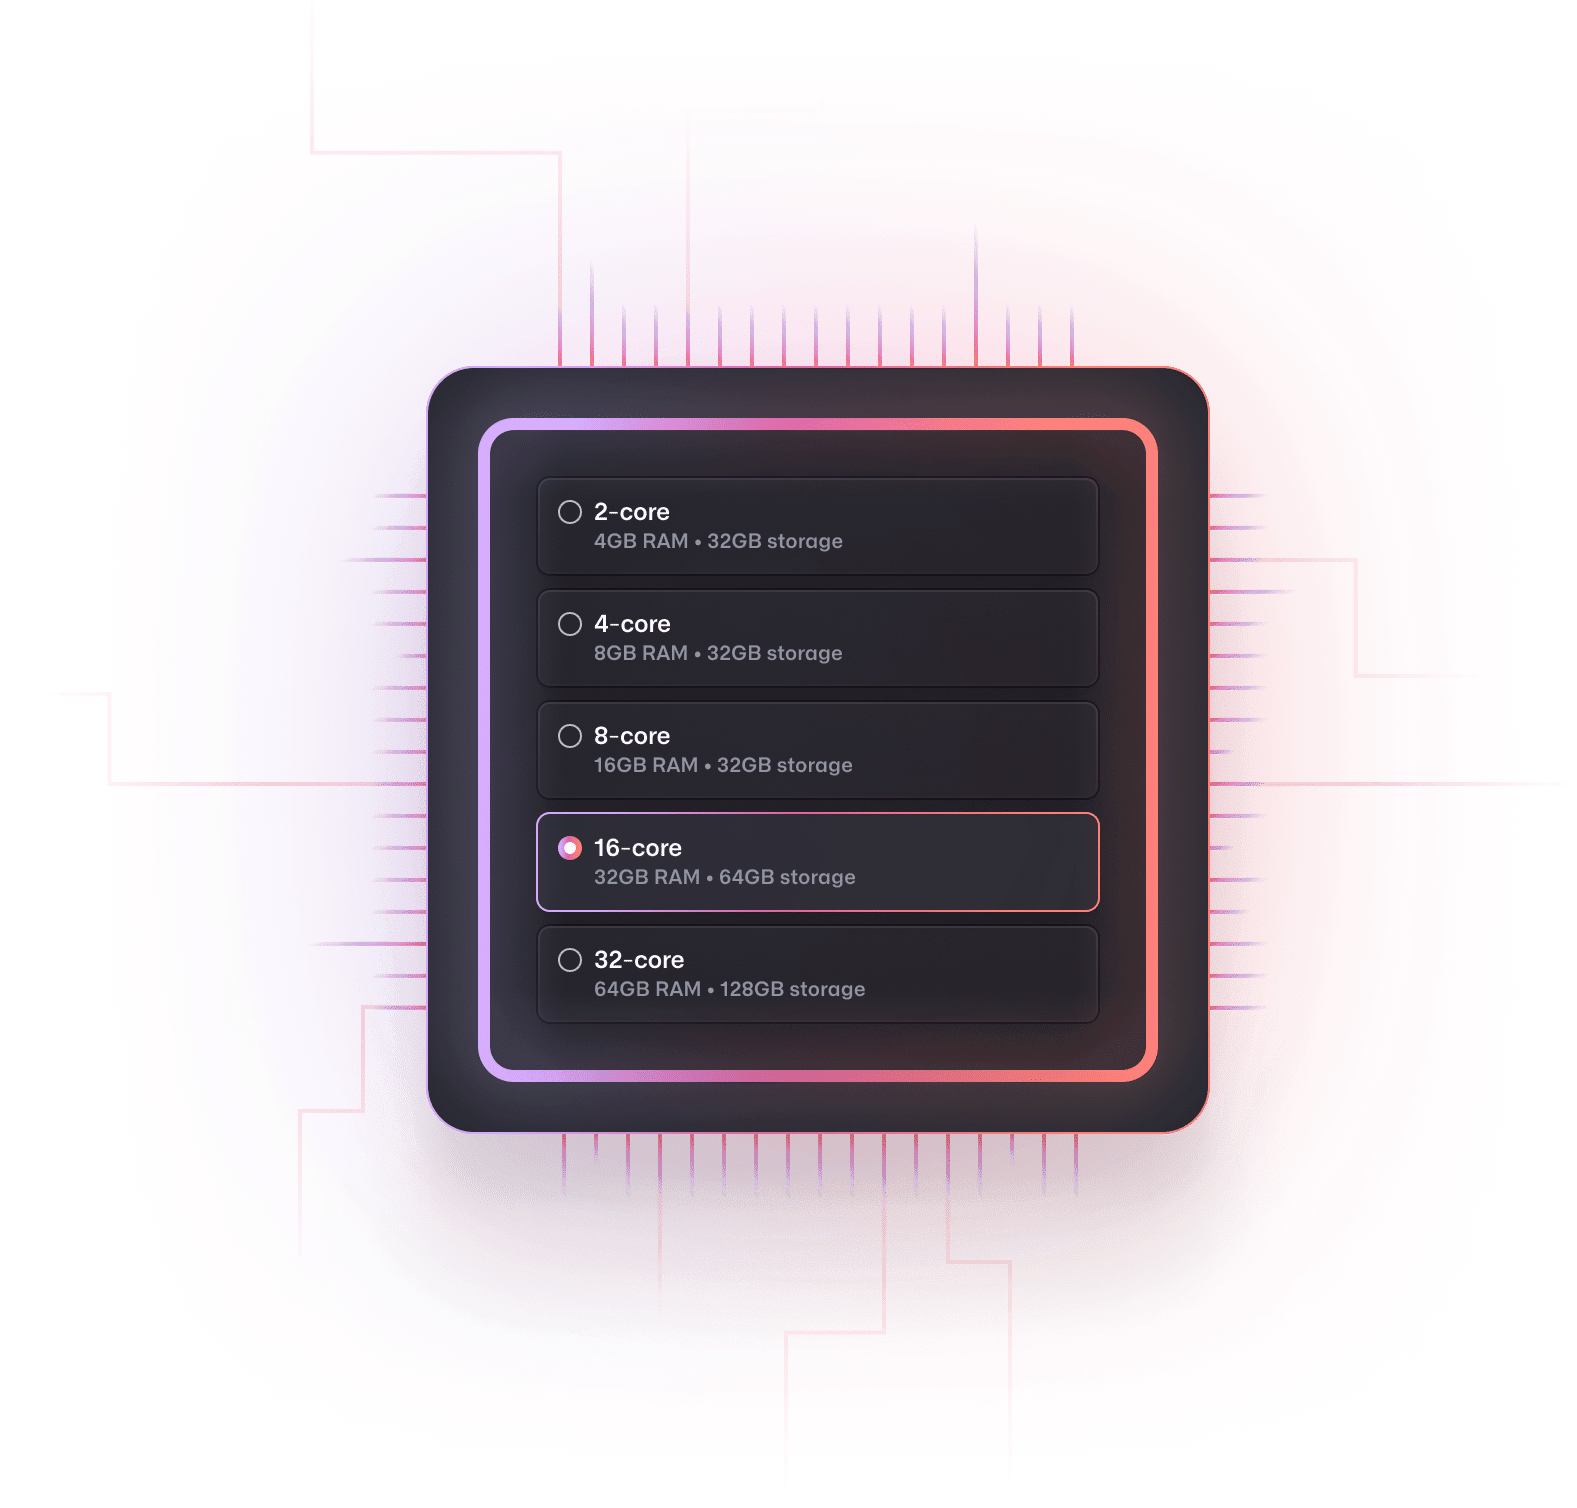 2-core
4GB RAM • 32GB storage
4-core
8GB RAM • 32GB storage
8-core
16GB RAM • 32GB storage
16-core
32GB RAM • 64GB storage
32-core
64GB RAM • 128GB storage